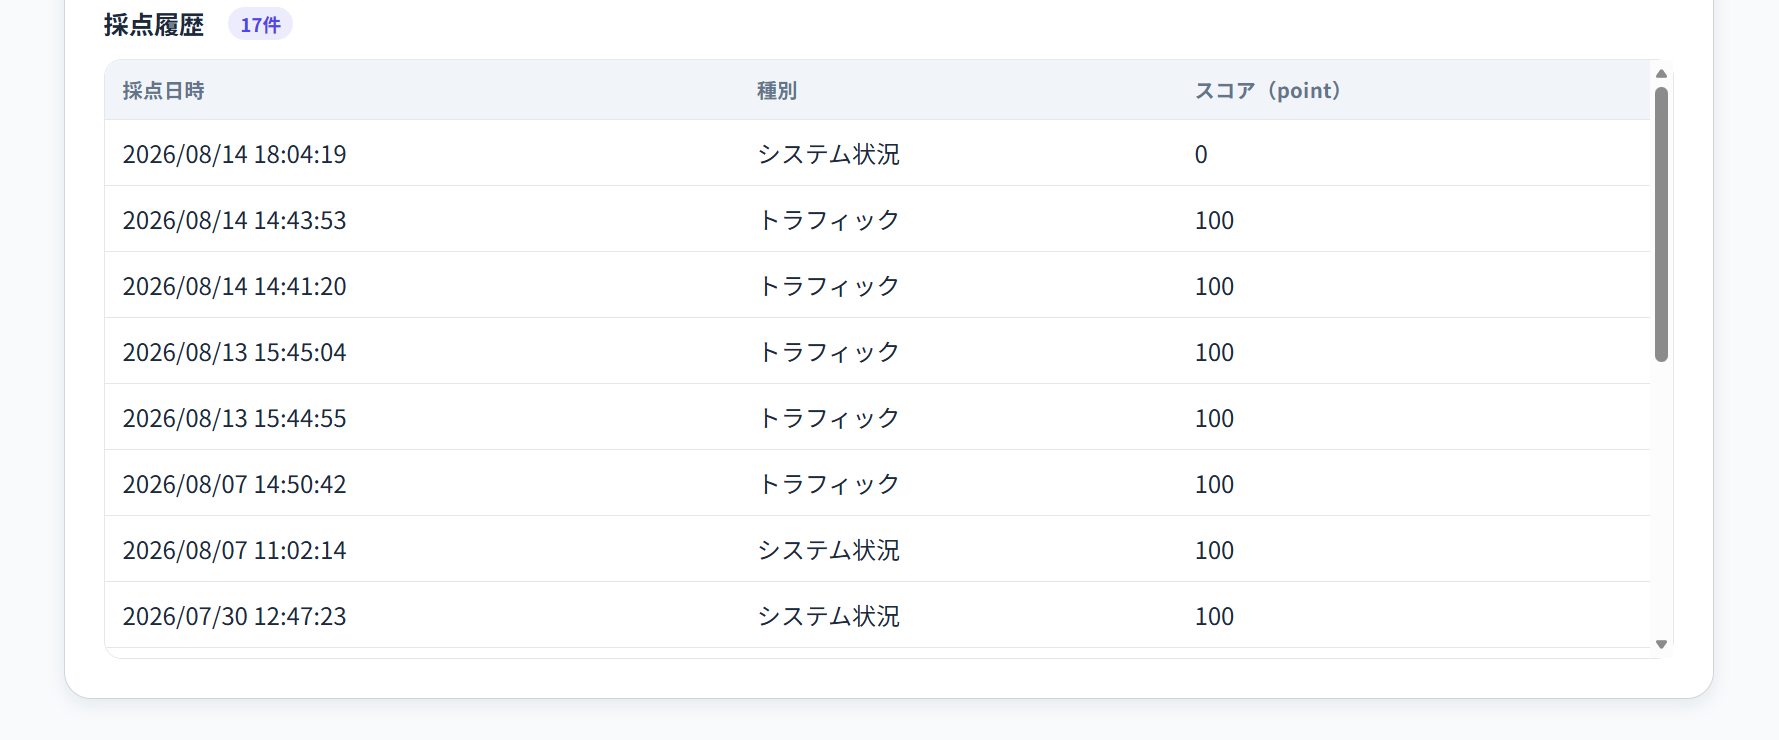 採点履歴 17件
採点日時 種別 スコア（point）
2026/08/14 18:04:19 システム状況 0
2026/08/14 14:43:53 トラフィック 100
2026/08/14 14:41:20 トラフィック 100
2026/08/13 15:45:04 トラフィック 100
2026/08/13 15:44:55 トラフィック 100
2026/08/07 14:50:42 トラフィック 100
2026/08/07 11:02:14 システム状況 100
2026/07/30 12:47:23 システム状況 100